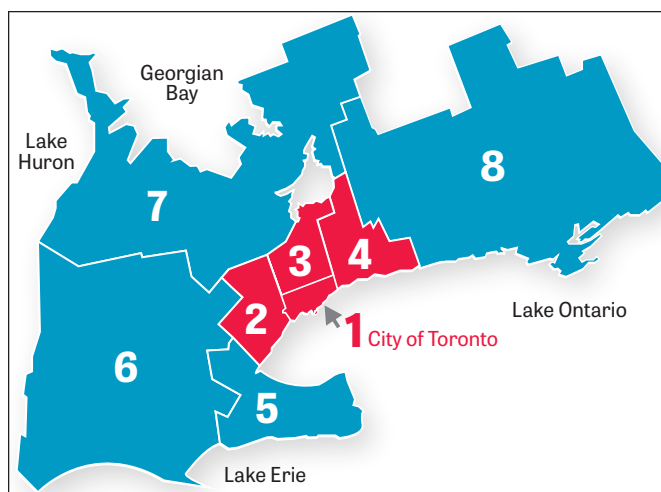 Georgian
Bay
Lake
Huron
8
7
3
4
2
Lake Ontario
1 City of Toronto
6
5
Lake Erie